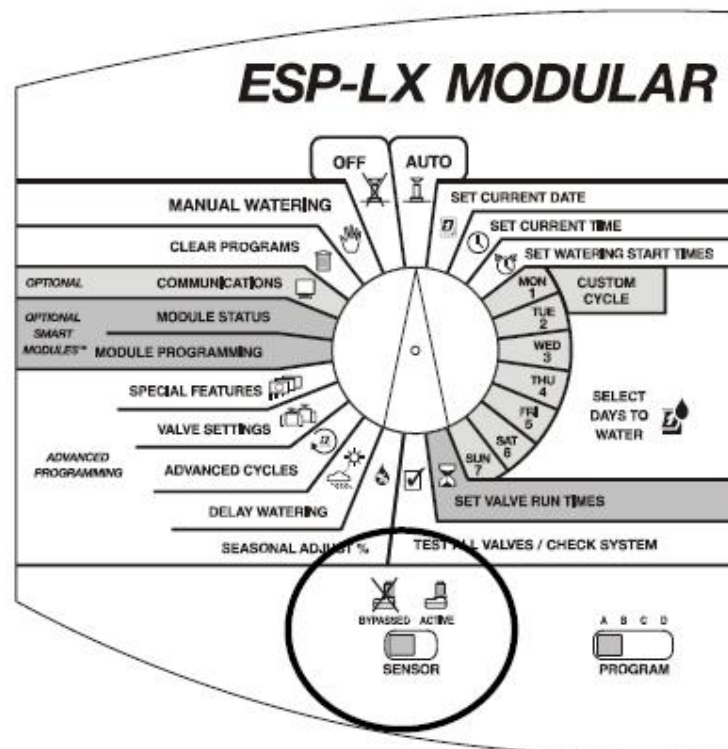 ESP-LX MODULAR
OFF
AUTO
MANUAL WATERING
CLEAR PROGRAMS
OPTIONAL
COMMUNICATIONS
OPTIONAL
SMART
MODULES™
MODULE STATUS
MODULE PROGRAMMING
SPECIAL FEATURES
VALVE SETTINGS
ADVANCED
PROGRAMMING
ADVANCED CYCLES
DELAY WATERING
SEASONAL ADJUST %
SET CURRENT DATE
SET CURRENT TIME
SET WATERING START TIMES
MON
1
TUE
2
WED
3
THU
4
FRI
5
SAT
6
SUN
7
CUSTOM
CYCLE
SELECT
DAYS TO
WATER
SET VALVE RUN TIMES
TEST ALL VALVES / CHECK SYSTEM
BYPASSED ACTIVE
SENSOR
A B C D
PROGRAM